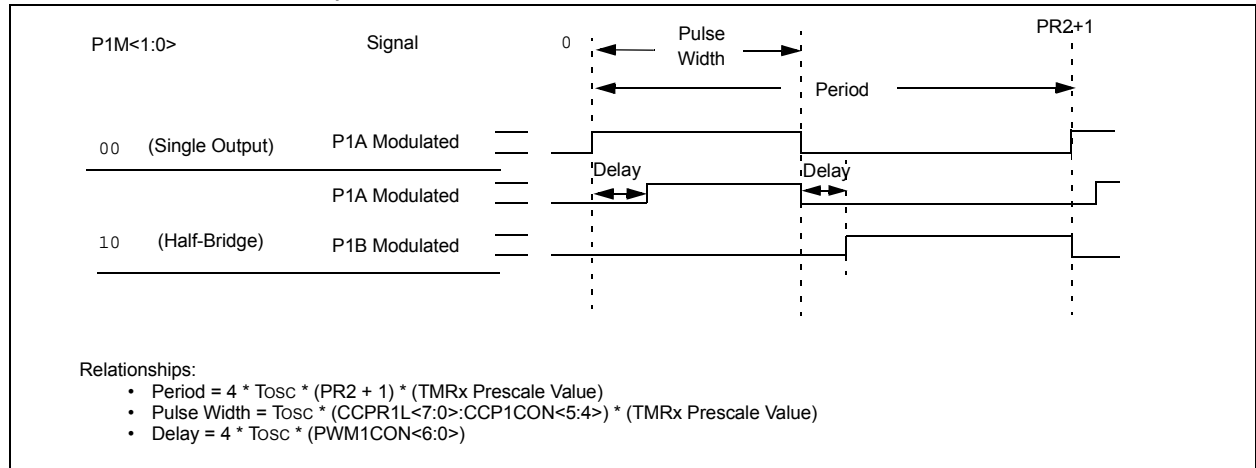 P1M<1:0> Signal 0 Pulse Width PR2+1
Period
00 (Single Output) P1A Modulated
Delay Delay
P1A Modulated
10 (Half-Bridge) P1B Modulated
Relationships:
• Period = 4 * TOSC * (PR2 + 1) * (TMRx Prescale Value)
• Pulse Width = TOSC * (CCPR1L<7:0>:CCP1CON<5:4>) * (TMRx Prescale Value)
• Delay = 4 * TOSC * (PWM1CON<6:0>)